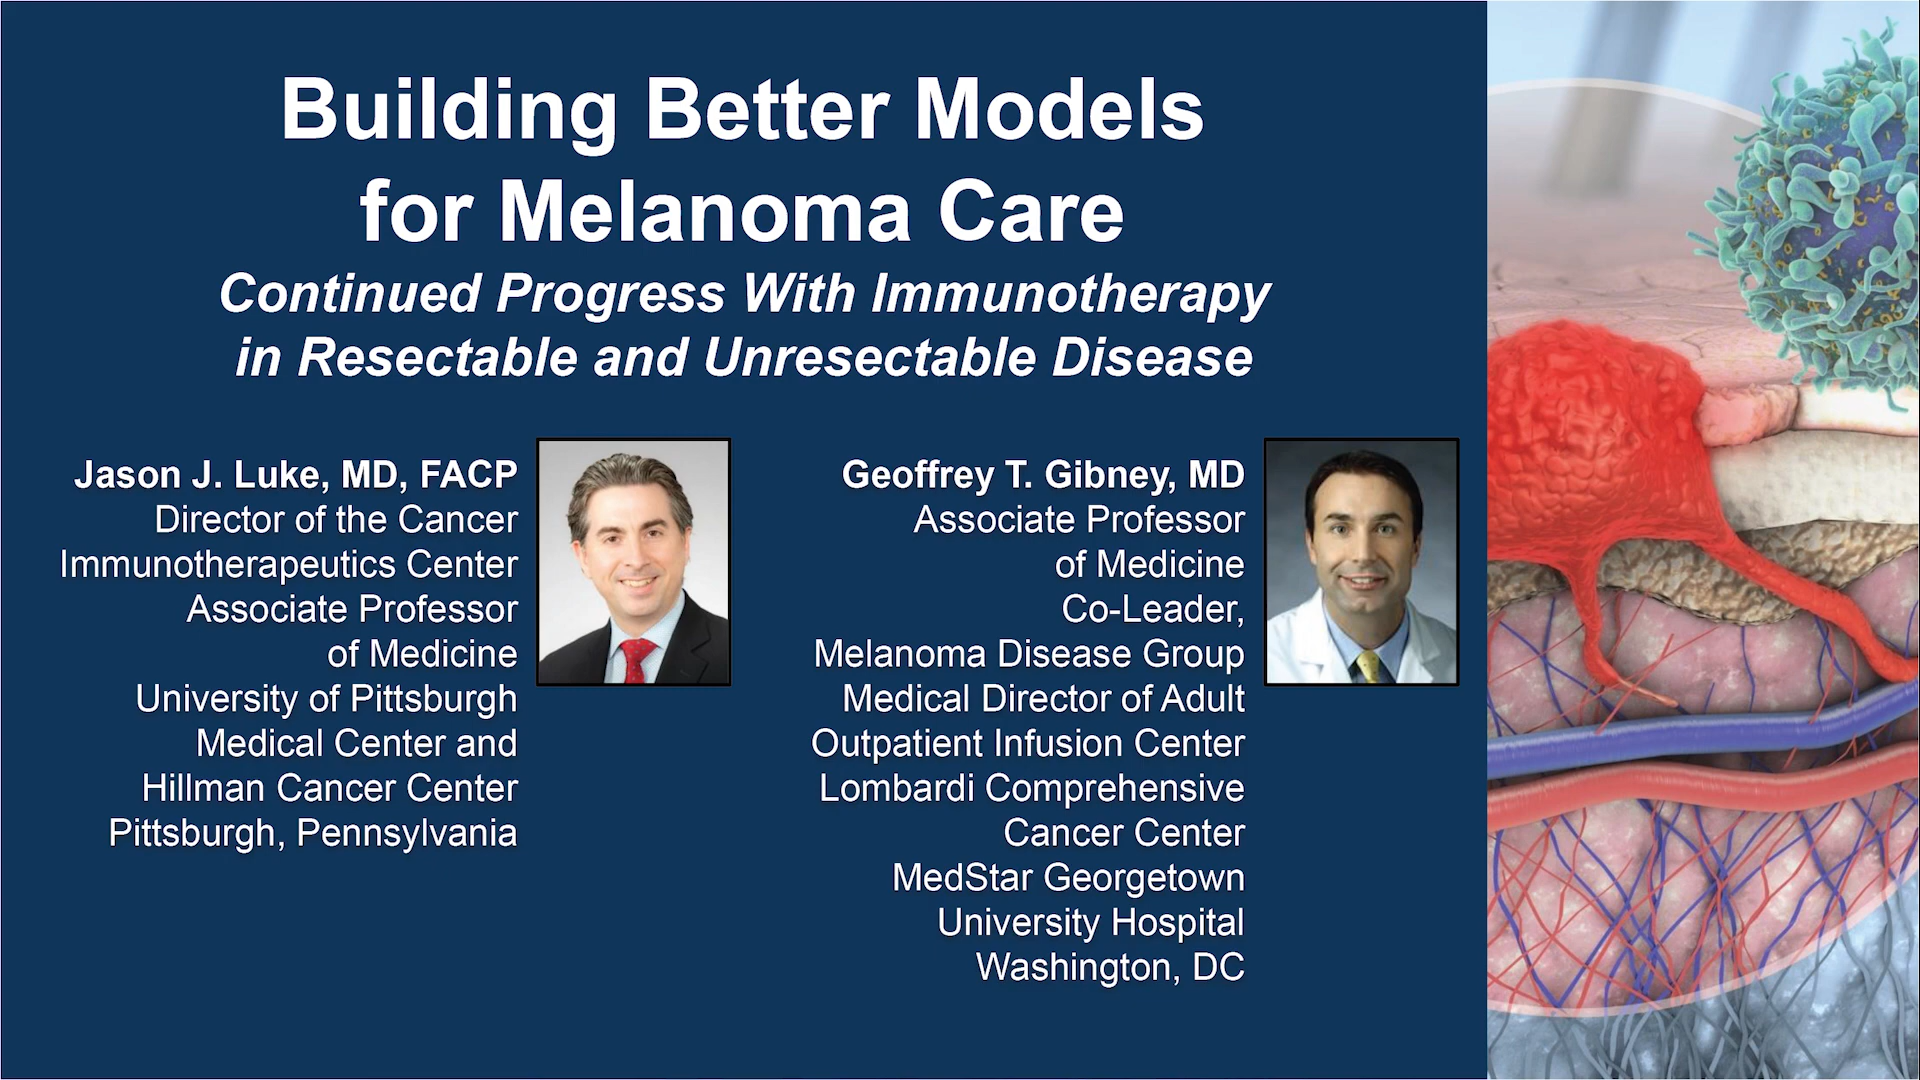 Building Better Models
for Melanoma Care
Continued Progress With Immunotherapy
in Resectable and Unresectable Disease
Jason J. Luke, MD, FACP
Director of the Cancer
Immunotherapeutics Center
Associate Professor
of Medicine
University of Pittsburgh
Medical Center and
Hillman Cancer Center
Pittsburgh, Pennsylvania
Geoffrey T. Gibney, MD
Associate Professor
of Medicine
Co-Leader,
Melanoma Disease Group
Medical Director of Adult
Outpatient Infusion Center
Lombardi Comprehensive
Cancer Center
MedStar Georgetown
University Hospital
Washington, DC